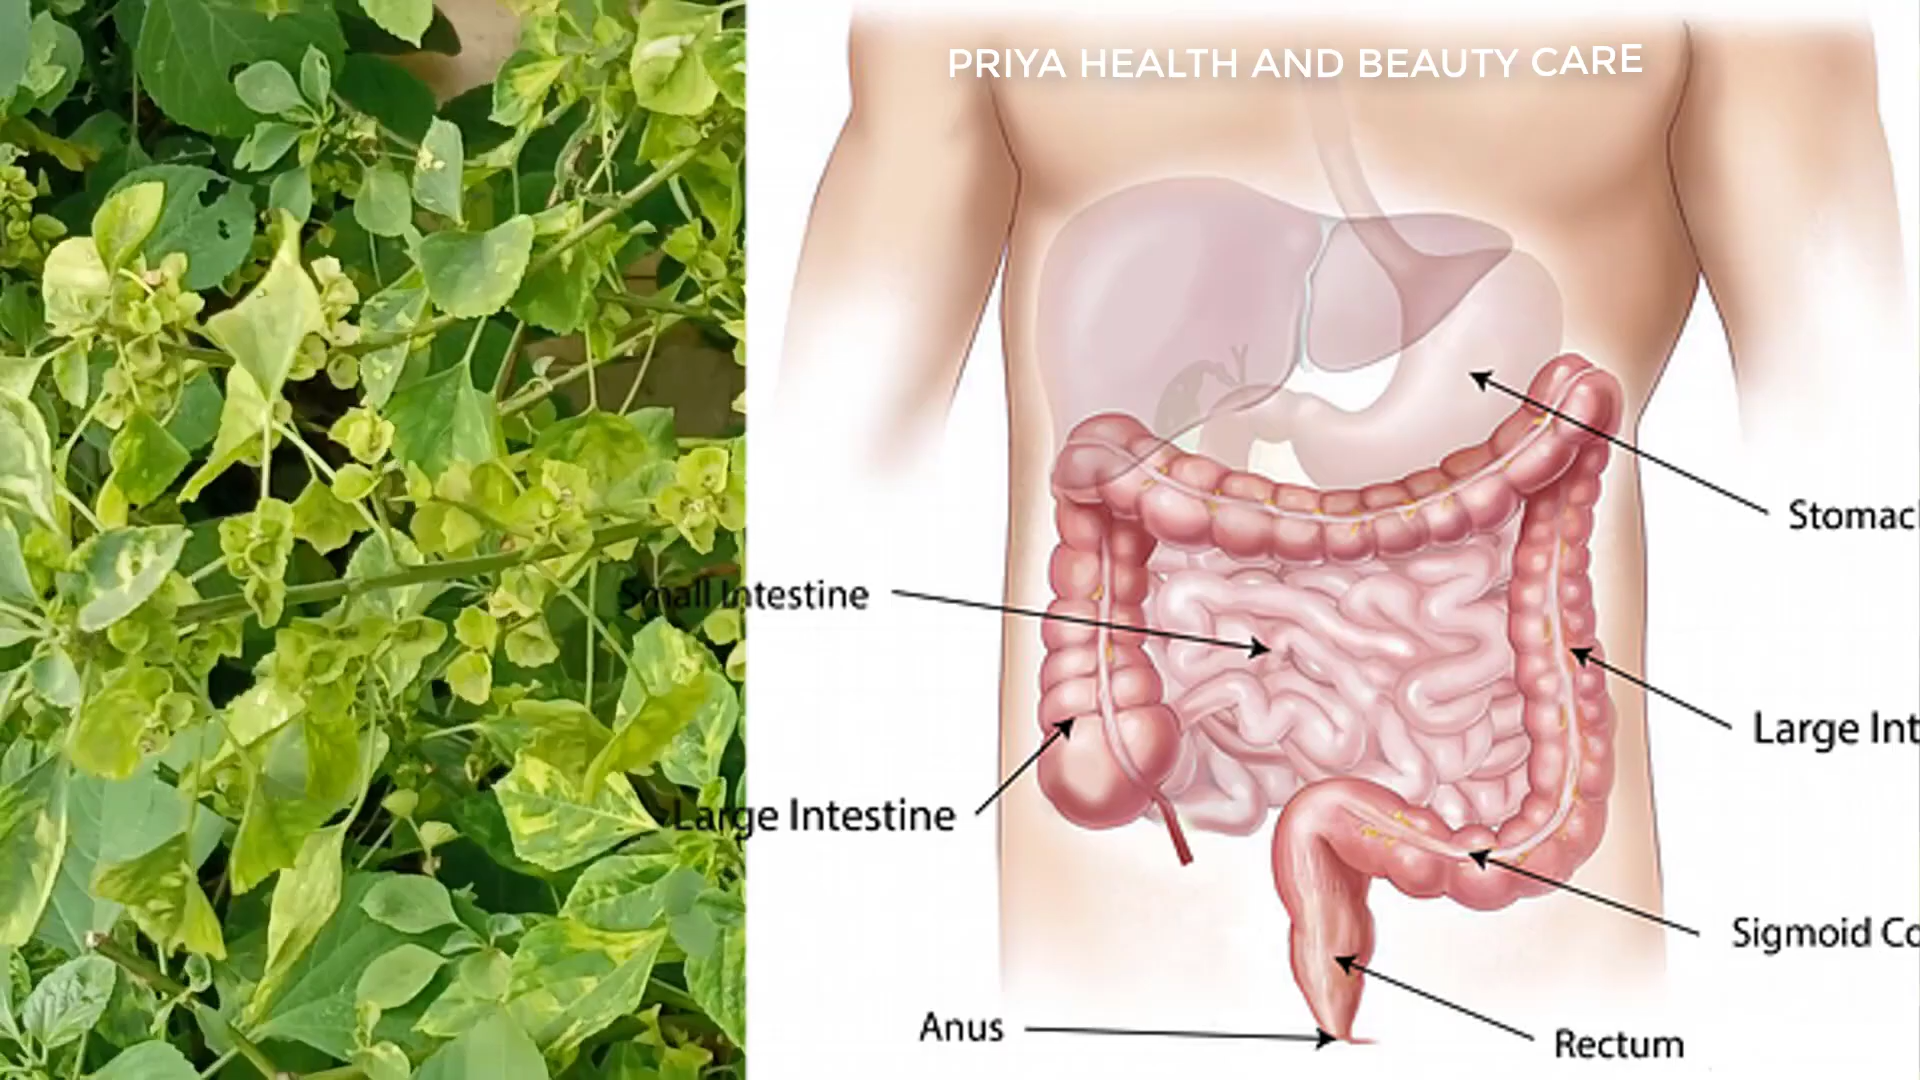 PRIYA HEALTH AND BEAUTY CARE
Stomac
Small Intestine
Large Int
Large Intestine
Sigmoid Co
Anus
Rectum